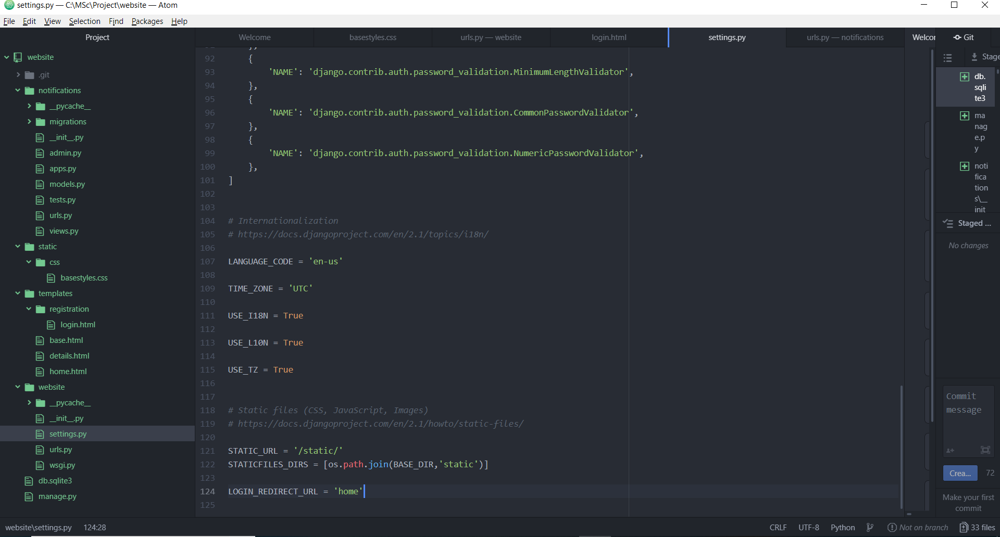 settings.py — C:\MSc\Project\website — Atom
File Edit View Selection Find Packages Help
Project
website
.git
notifications
__pycache__
migrations
__init__.py
admin.py
apps.py
models.py
tests.py
urls.py
views.py
static
css
basestyles.css
templates
registration
login.html
base.html
details.html
home.html
website
__pycache__
__init__.py
settings.py
urls.py
wsgi.py
db.sqlite3
manage.py
Welcome basestyles.css urls.py — website login.html settings.py urls.py — notifications
92 {
93 'NAME': 'django.contrib.auth.password_validation.MinimumLengthValidator',
94 },
95 {
96 'NAME': 'django.contrib.auth.password_validation.CommonPasswordValidator',
97 },
98 {
99 'NAME': 'django.contrib.auth.password_validation.NumericPasswordValidator',
100 },
101 ]
102
103
104 # Internationalization
105 # https://docs.djangoproject.com/en/2.1/topics/i18n/
106
107 LANGUAGE_CODE = 'en-us'
108
109 TIME_ZONE = 'UTC'
110
111 USE_I18N = True
112
113 USE_L10N = True
114
115 USE_TZ = True
116
117
118 # Static files (CSS, JavaScript, Images)
119 # https://docs.djangoproject.com/en/2.1/howto/static-files/
120
121 STATIC_URL = '/static/'
122 STATICFILES_DIRS = [os.path.join(BASE_DIR,'static')]
123
124 LOGIN_REDIRECT_URL = 'home'
125
Welcor
Git
Stage
db.
sqli
te3
ma
nag
e.p
y
noti
fica
tion
s\__
init
Staged ...
No changes
Commit
message
Crea... 72
Make your first
commit
website\settings.py 124:28
CRLF UTF-8 Python Not on branch 33 files